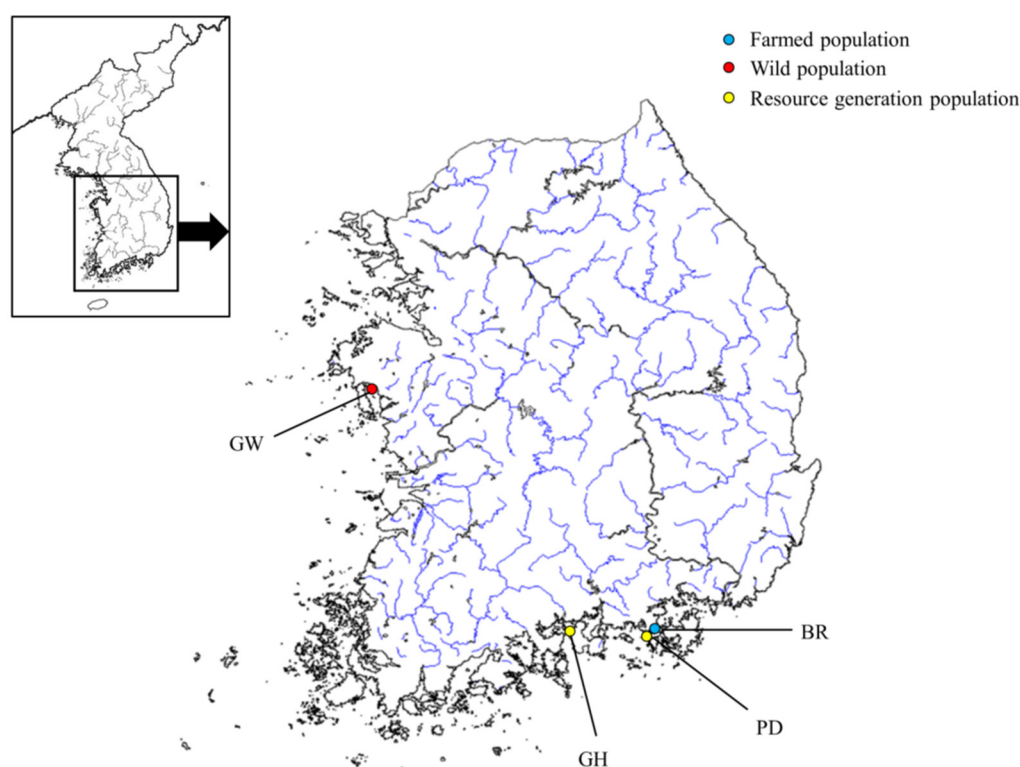 Farmed population
Wild population
Resource generation population
GW
BR
PD
GH